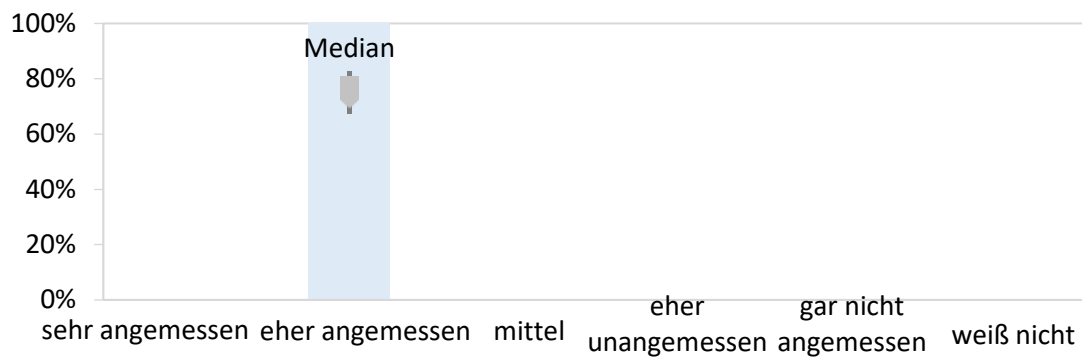 100%
Median
80%
60%
40%
20%
0%
sehr angemessen
eher angemessen
mittel
eher
unangemessen
gar nicht
angemessen
weiß nicht